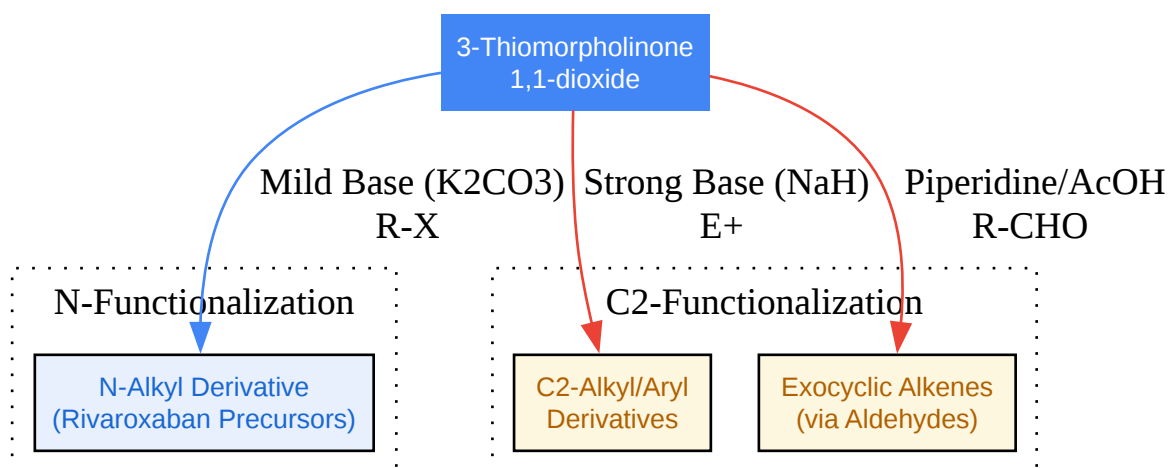 3-Thiomorpholinone
1,1-dioxide
Mild Base (K2CO3)
R-X
Strong Base (NaH)
E+
Piperidine/AcOH
R-CHO
N-Functionalization
C2-Functionalization
N-Alkyl Derivative
(Rivaroxaban Precursors)
C2-Alkyl/Aryl
Derivatives
Exocyclic Alkenes
(via Aldehydes)